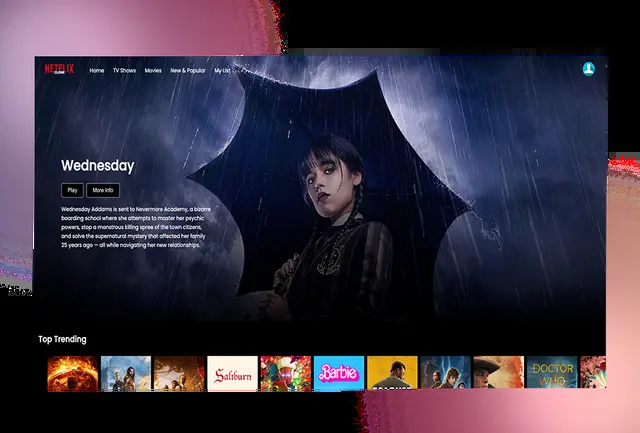 NETFLIX
CLONE
Home TV Shows Movies New & Popular My List
Wednesday
Play More Info
Wednesday Addams is sent to Nevermore Academy, a bizarre
boarding school where she attempts to master her psychic
powers, stop a monstrous killing spree of the town citizens,
and solve the supernatural mystery that affected her family
25 years ago — all while navigating her new relationships.
Top Trending
Saltburn
Barbie
DOCTOR
WHO